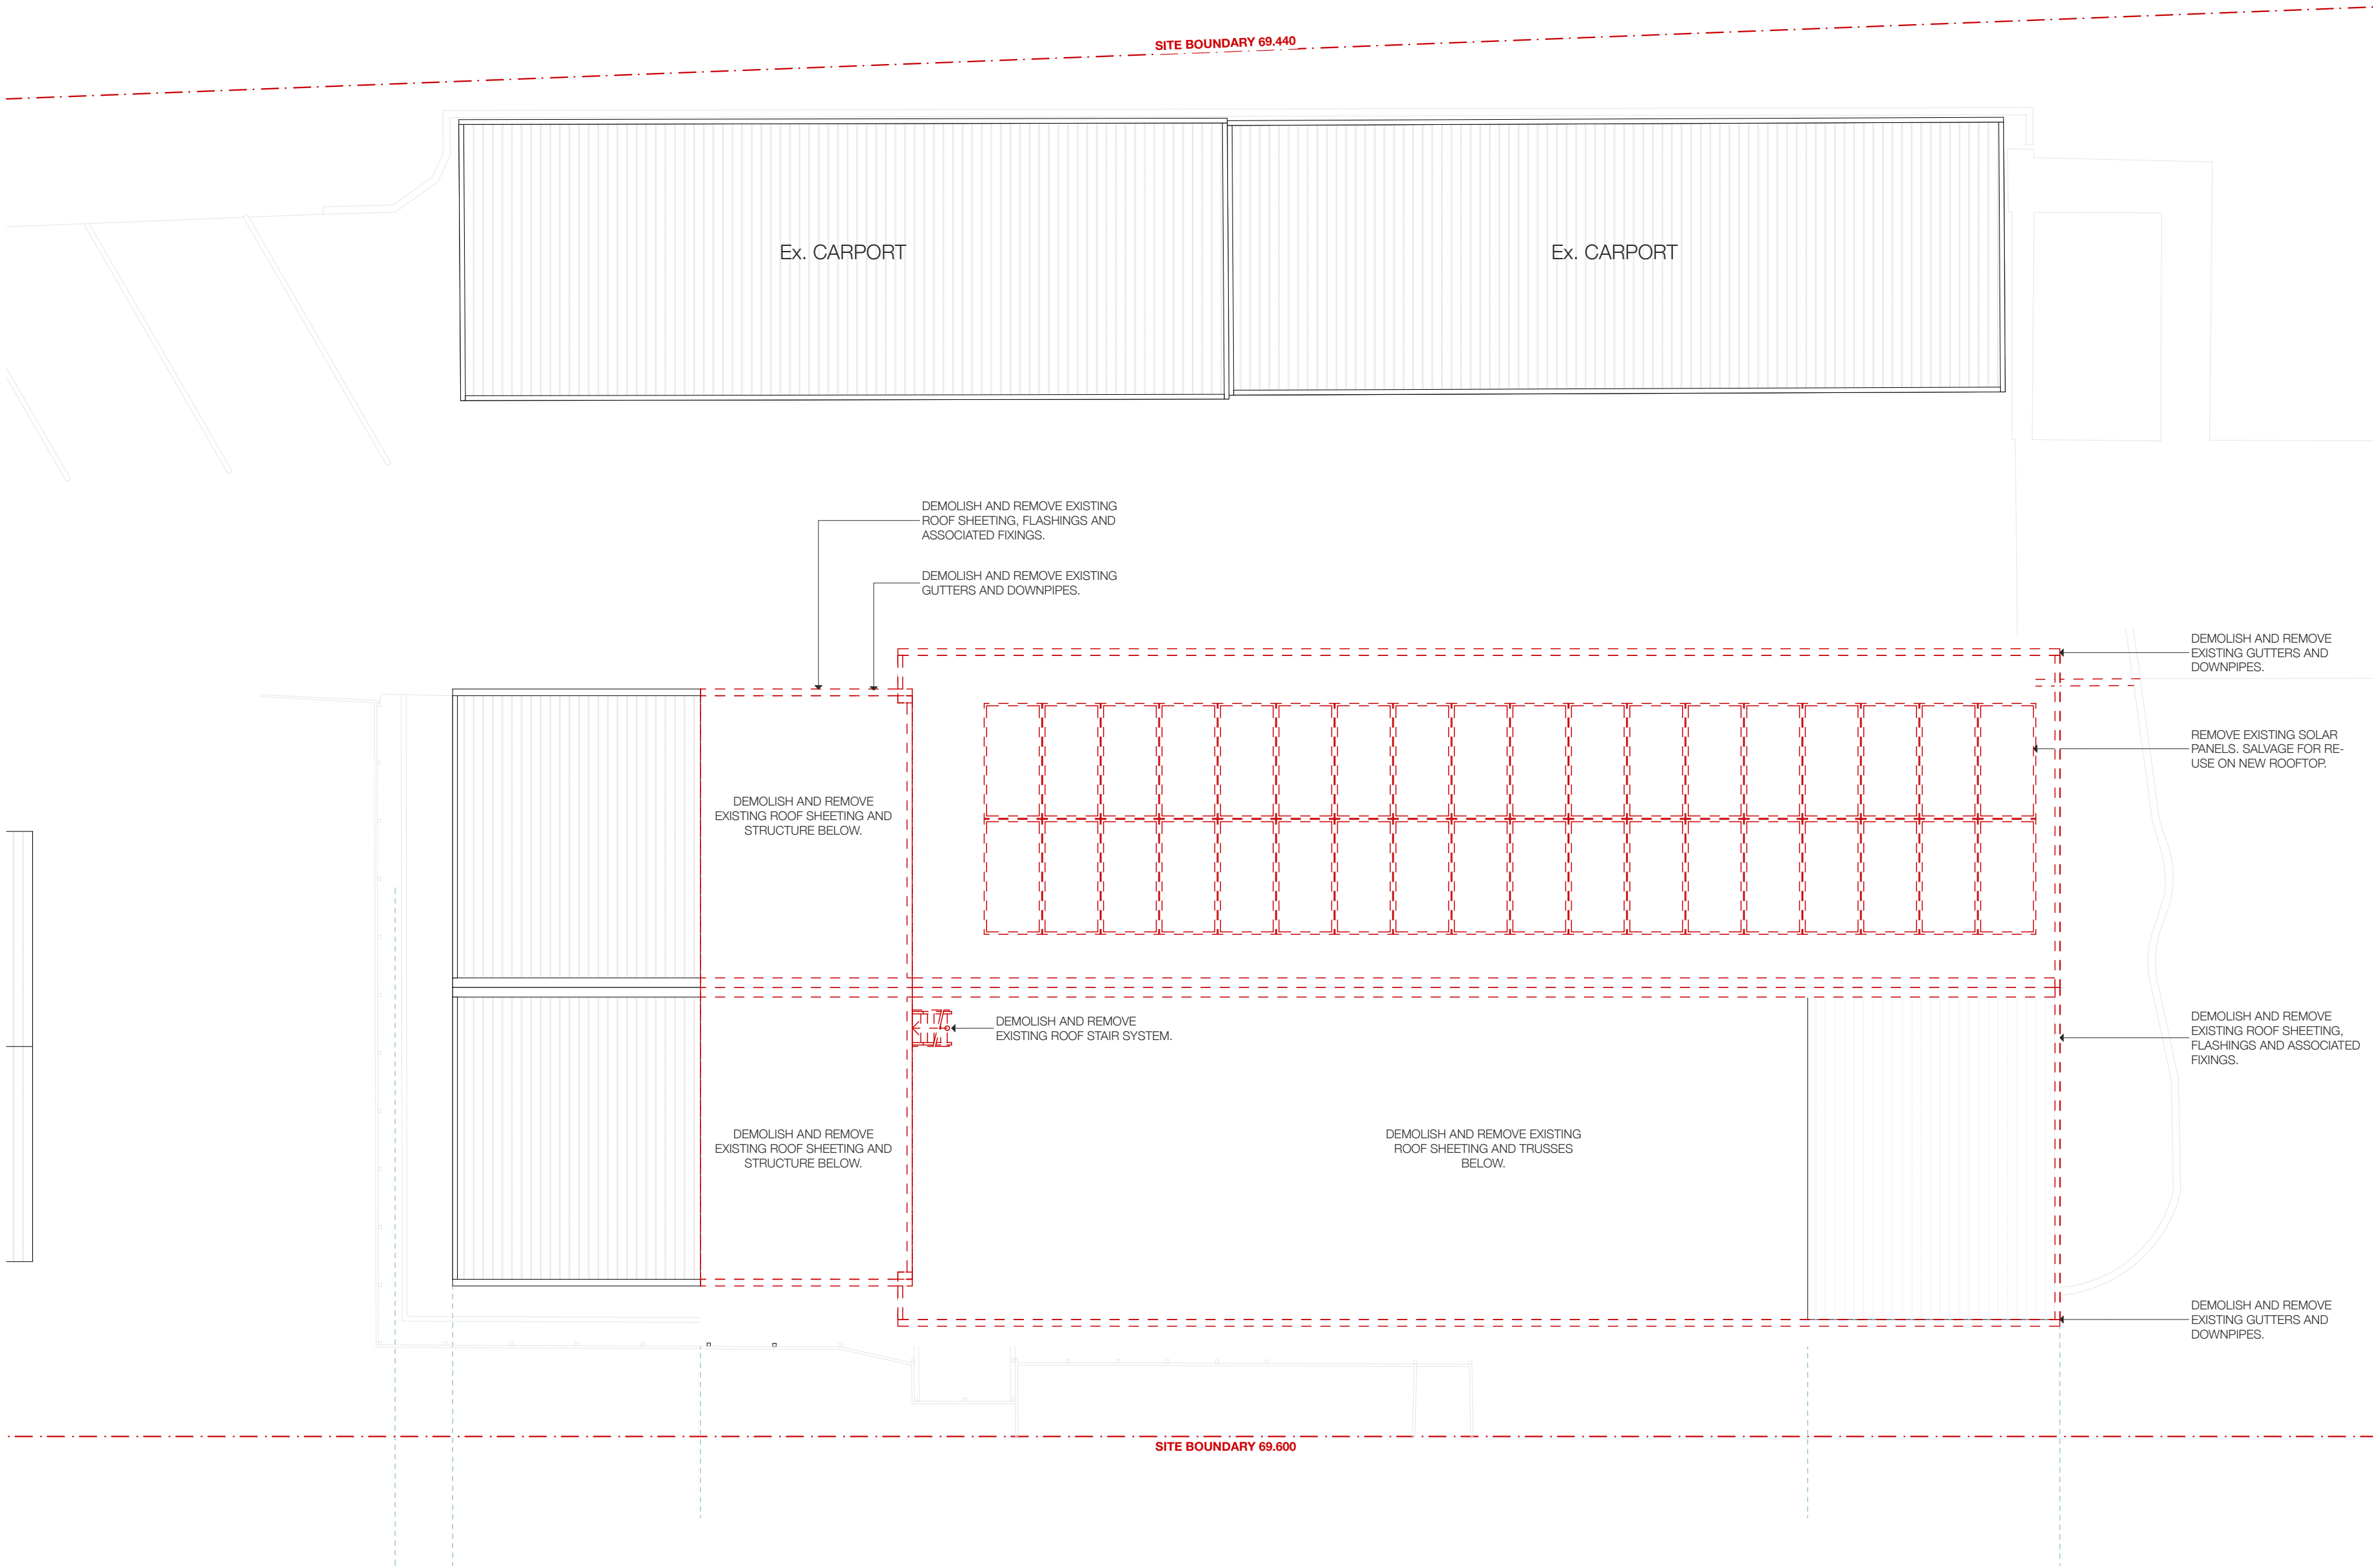 SITE BOUNDARY 69.440
Ex. CARPORT
Ex. CARPORT
DEMOLISH AND REMOVE EXISTING
ROOF SHEETING, FLASHINGS AND
ASSOCIATED FIXINGS.
DEMOLISH AND REMOVE EXISTING
GUTTERS AND DOWNPIPES.
DEMOLISH AND REMOVE
EXISTING GUTTERS AND
DOWNPIPES.
REMOVE EXISTING SOLAR
PANELS. SALVAGE FOR RE-
USE ON NEW ROOFTOP.
DEMOLISH AND REMOVE
EXISTING ROOF SHEETING AND
STRUCTURE BELOW.
DEMOLISH AND REMOVE
EXISTING ROOF STAIR SYSTEM.
DEMOLISH AND REMOVE
EXISTING ROOF SHEETING,
FLASHINGS AND ASSOCIATED
FIXINGS.
DEMOLISH AND REMOVE
EXISTING ROOF SHEETING AND
STRUCTURE BELOW.
DEMOLISH AND REMOVE EXISTING
ROOF SHEETING AND TRUSSES
BELOW.
DEMOLISH AND REMOVE
EXISTING GUTTERS AND
DOWNPIPES.
SITE BOUNDARY 69.600